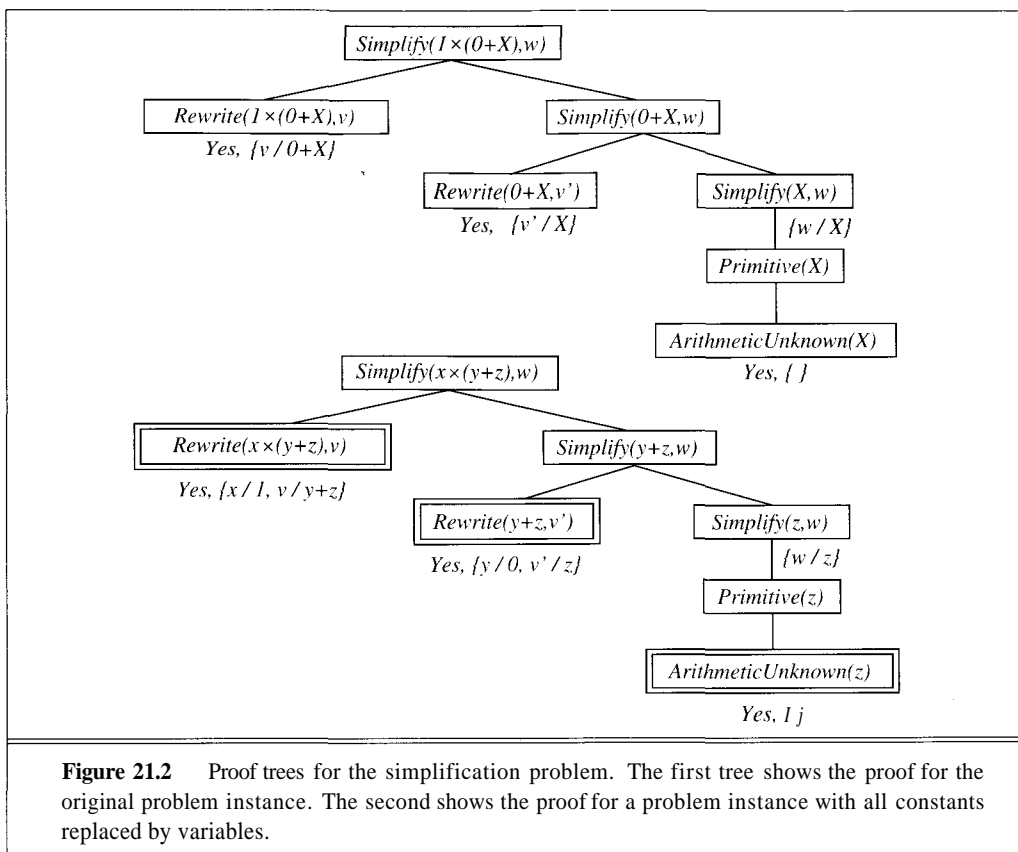 Simplify(1×(0+X),w)
Rewrite(1×(0+X),v)
Simplify(0+X,w)
Yes, {v / 0+X}
Rewrite(0+X,v')
Simplify(X,w)
Yes, {v' / X}
{w / X}
Primitive(X)
ArithmeticUnknown(X)
Yes, { }
Simplify(x×(y+z),w)
Rewrite(x×(y+z),v)
Simplify(y+z,w)
Yes, {x / 1, v / y+z}
Rewrite(y+z,v')
Simplify(z,w)
Yes, {y / 0, v' / z}
{w / z}
Primitive(z)
ArithmeticUnknown(z)
Yes, I j
Figure 21.2 Proof trees for the simplification problem. The first tree shows the proof for the
original problem instance. The second shows the proof for a problem instance with all constants
replaced by variables.